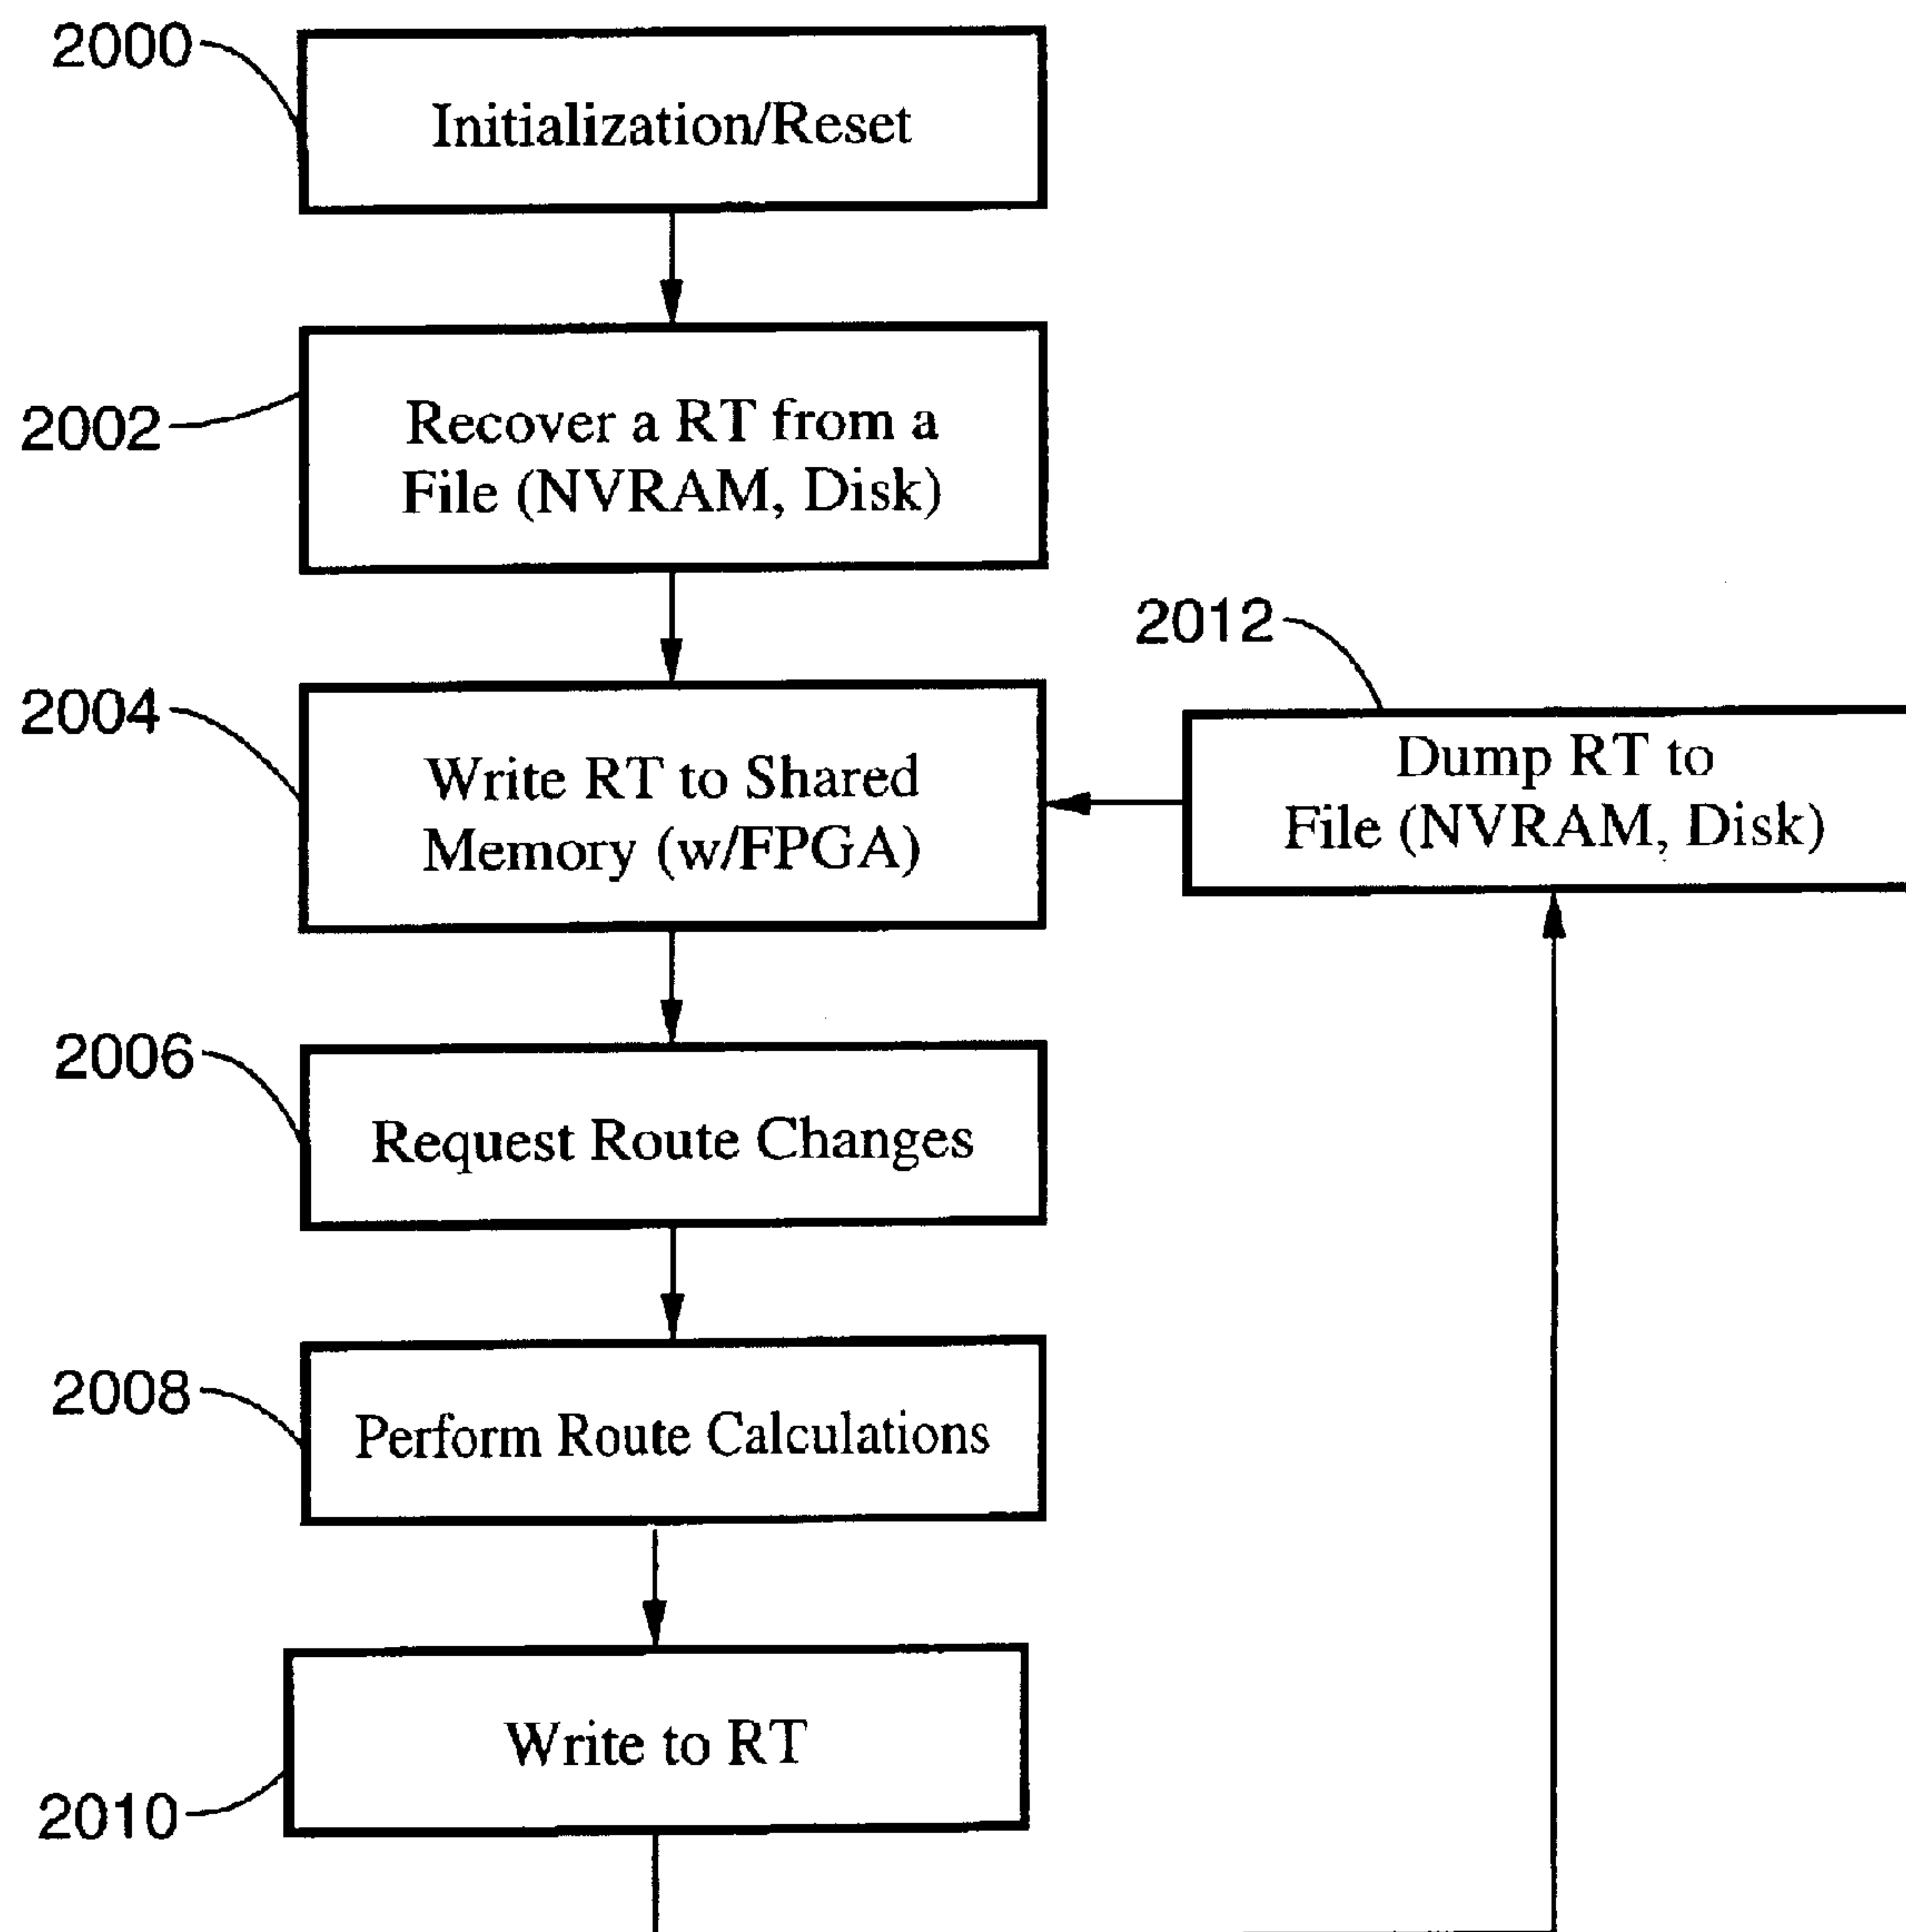 2000
Initialization/Reset
2002
Recover a RT from a
File (NVRAM, Disk)
2012
2004
Write RT to Shared
Memory (w/FPGA)
Dump RT to
File (NVRAM, Disk)
2006
Request Route Changes
2008
Perform Route Calculations
Write to RT
2010